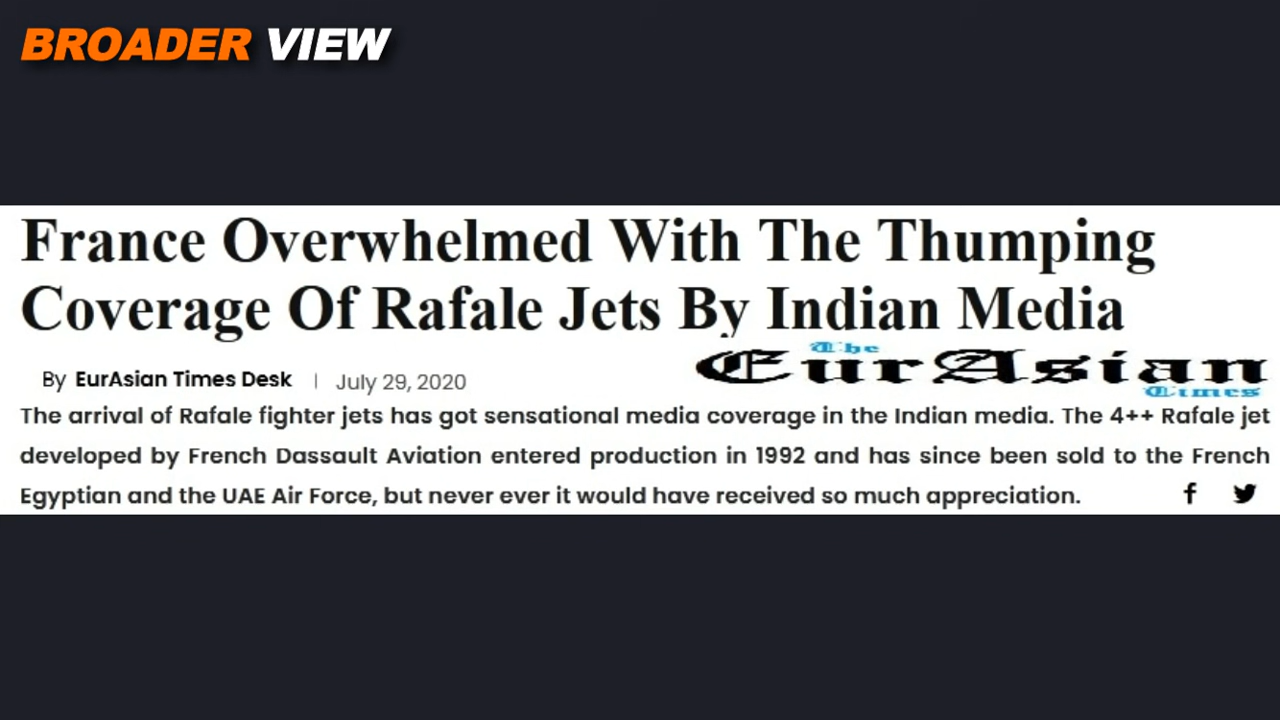 BROADER VIEW
France Overwhelmed With The Thumping
Coverage Of Rafale Jets By Indian Media
The
EurAsian
Times
By EurAsian Times Desk | July 29, 2020
The arrival of Rafale fighter jets has got sensational media coverage in the Indian media. The 4++ Rafale jet
developed by French Dassault Aviation entered production in 1992 and has since been sold to the French
Egyptian and the UAE Air Force, but never ever it would have received so much appreciation.